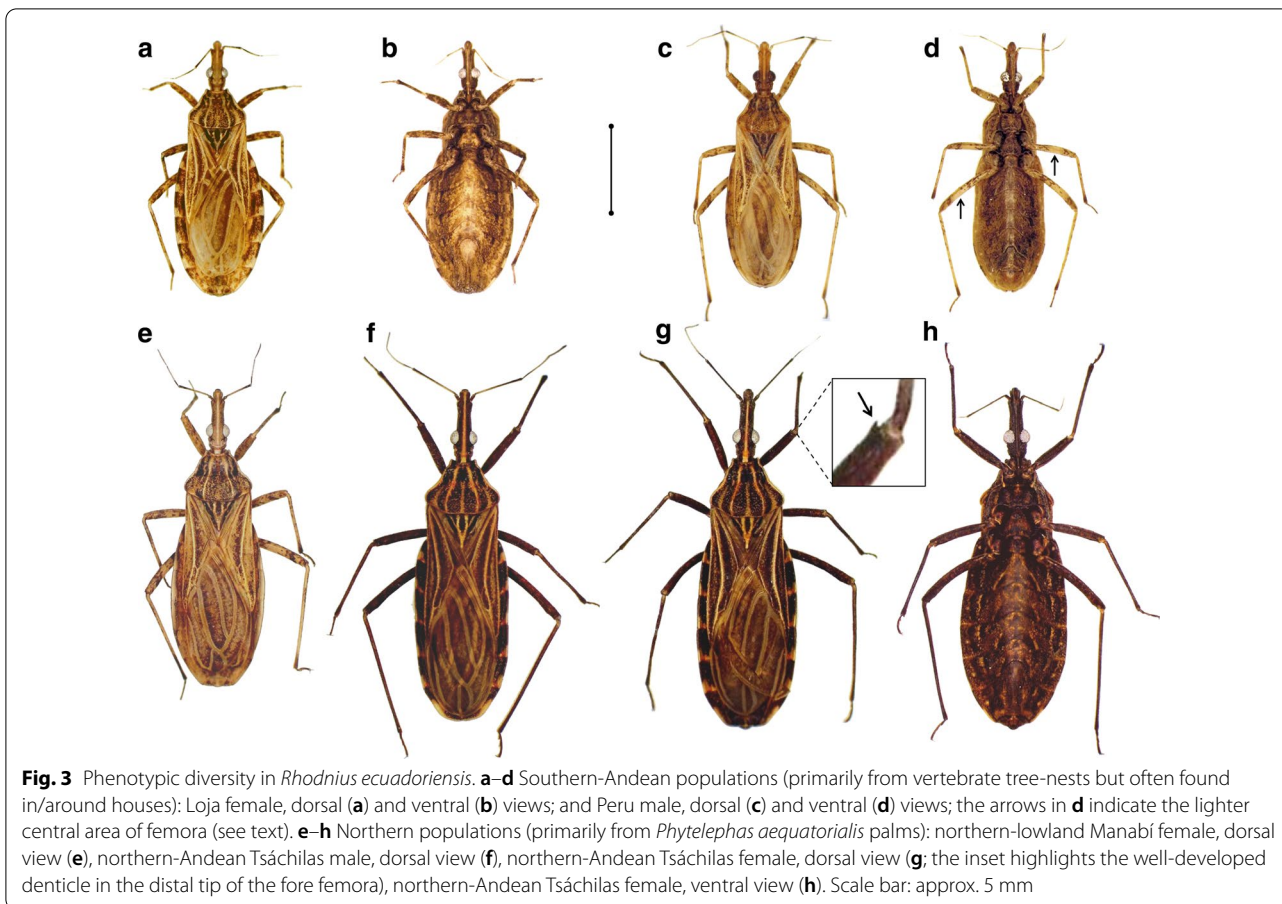 a
b
c
d
e
f
g
h
Fig. 3 Phenotypic diversity in Rhodnius ecuadoriensis. a–d Southern-Andean populations (primarily from vertebrate tree-nests but often found
in/around houses): Loja female, dorsal (a) and ventral (b) views; and Peru male, dorsal (c) and ventral (d) views; the arrows in d indicate the lighter
central area of femora (see text). e–h Northern populations (primarily from Phytelephas aequatorialis palms): northern-lowland Manabí female, dorsal
view (e), northern-Andean Tsáchilas male, dorsal view (f), northern-Andean Tsáchilas female, dorsal view (g; the inset highlights the well-developed
denticle in the distal tip of the fore femora), northern-Andean Tsáchilas female, ventral view (h). Scale bar: approx. 5 mm